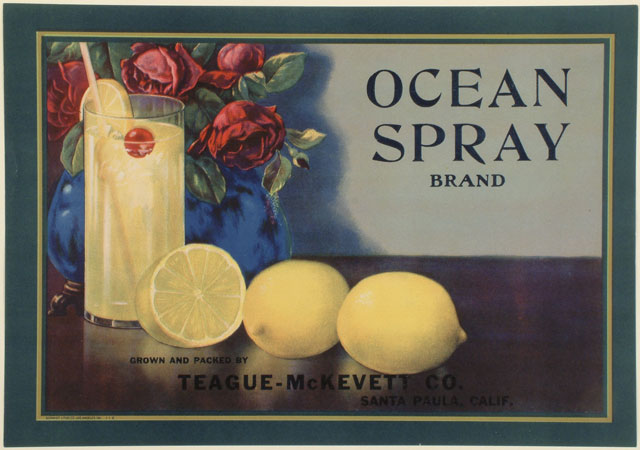 OCEAN
SPRAY
BRAND
GROWN AND PACKED BY
TEAGUE-McKEVETT CO.
SANTA PAULA, CALIF.